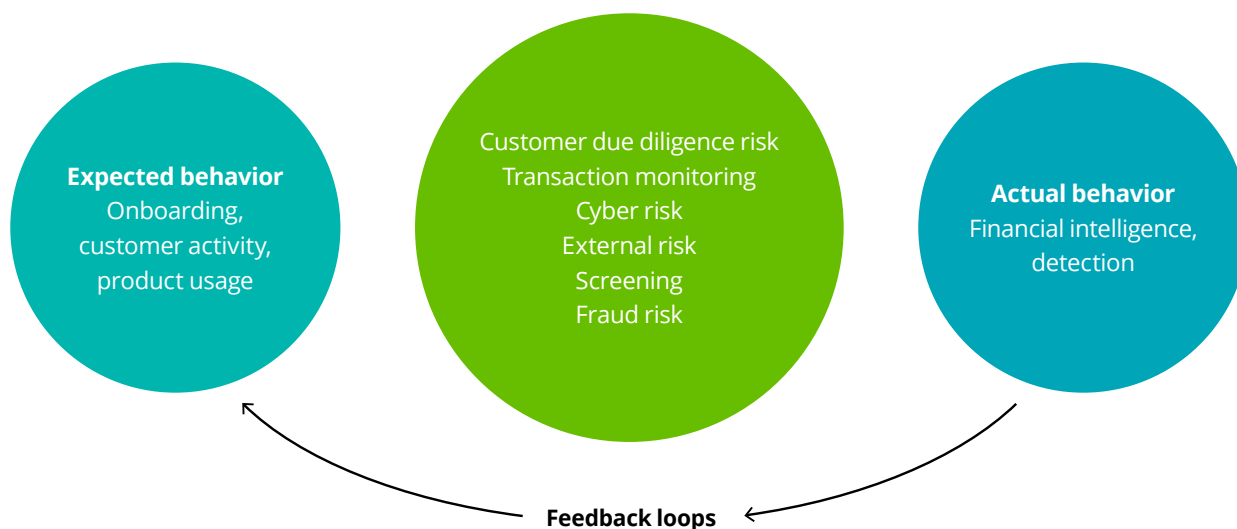 Expected behavior
Onboarding,
customer activity,
product usage
Customer due diligence risk
Transaction monitoring
Cyber risk
External risk
Screening
Fraud risk
Actual behavior
Financial intelligence,
detection
Feedback loops